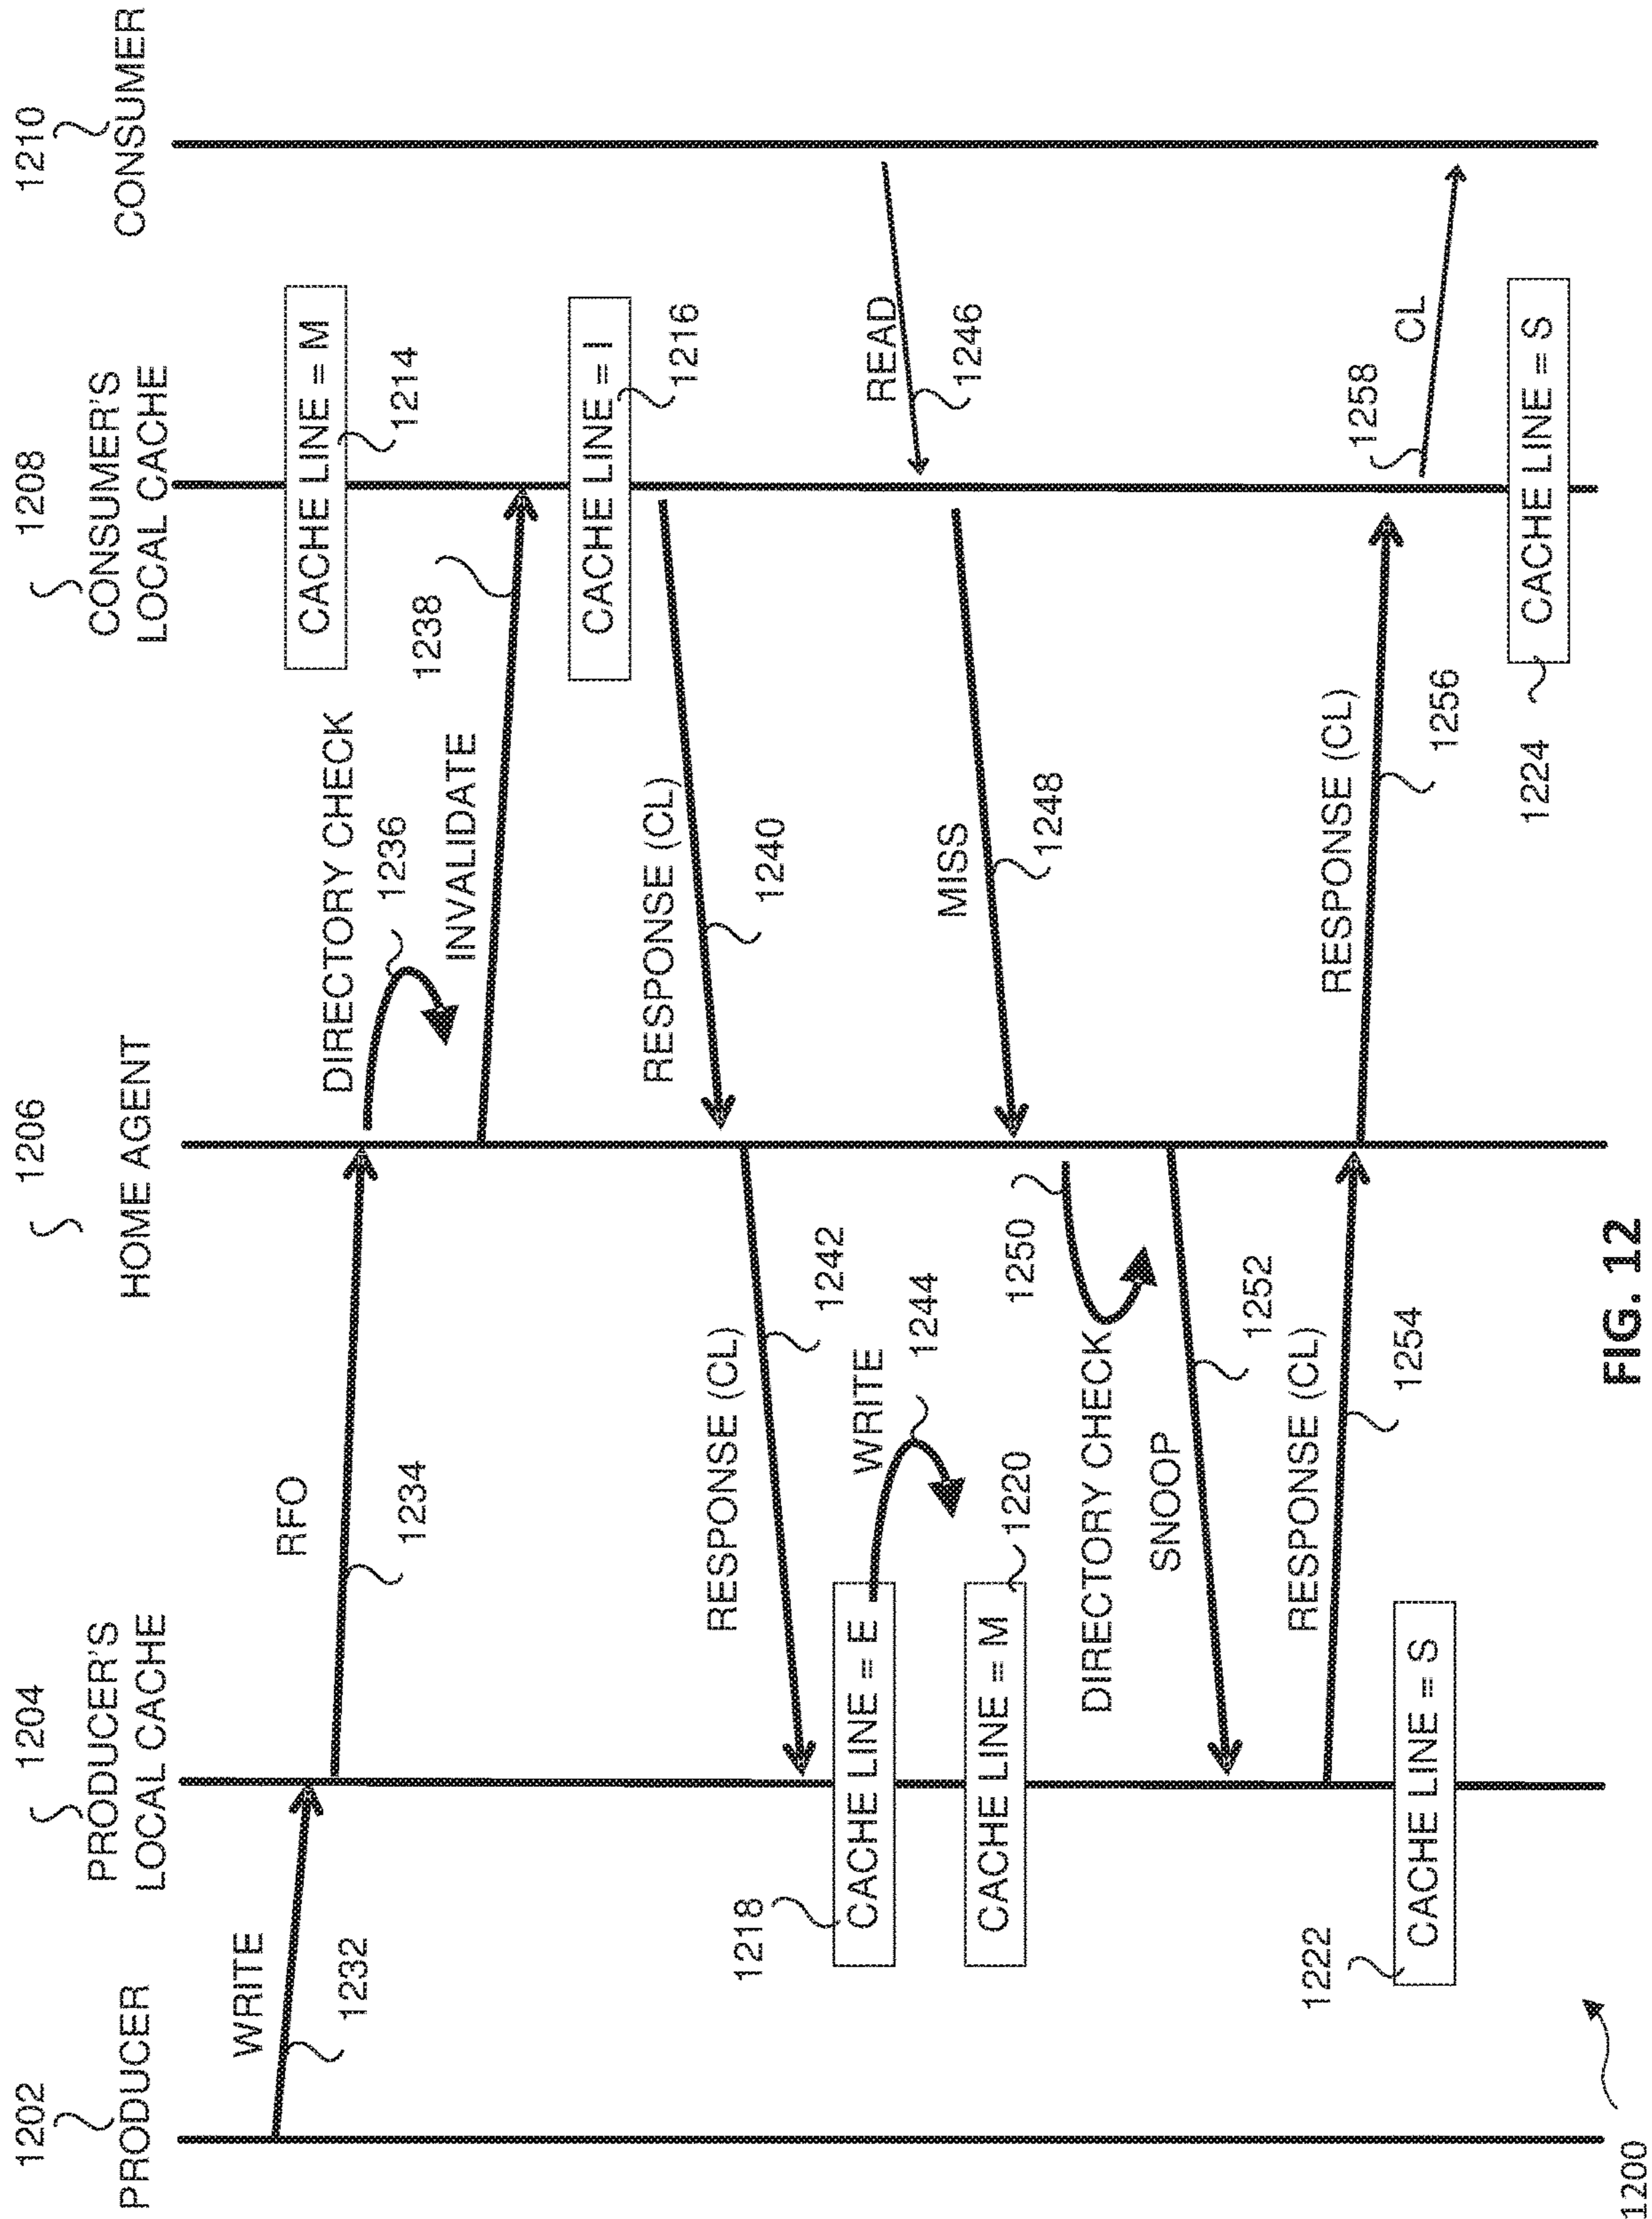 1202
PRODUCER
1204
PRODUCER'S
LOCAL CACHE
1206
HOME AGENT
1208
CONSUMER'S
LOCAL CACHE
1210
CONSUMER
WRITE
1232
RFO
1234
DIRECTORY CHECK
1236
CACHE LINE = M
1214
INVALIDATE
1238
CACHE LINE = I
1216
RESPONSE (CL)
1240
RESPONSE (CL)
1242
1218
CACHE LINE = E
WRITE
1244
READ
1246
CACHE LINE = M
1220
MISS
1248
1250
DIRECTORY CHECK
SNOOP
1252
RESPONSE (CL)
1254
RESPONSE (CL)
1256
1222
CACHE LINE = S
1258
CL
1224
CACHE LINE = S
1200
FIG. 12